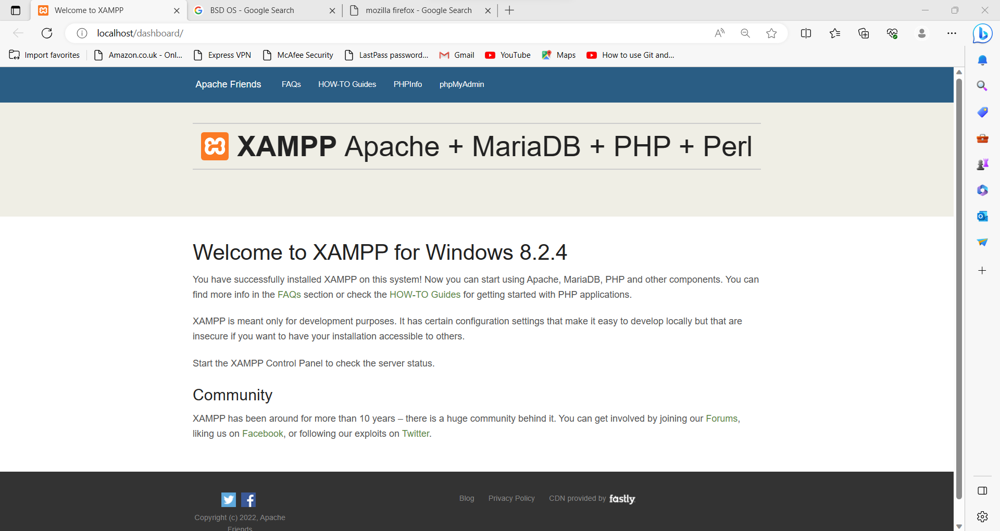 Welcome to XAMPP
BSD OS - Google Search
mozilla firefox - Google Search
localhost/dashboard/
Import favorites
Amazon.co.uk - Onl...
Express VPN
McAfee Security
LastPass password...
Gmail
YouTube
Maps
How to use Git and...
Apache Friends
FAQs
HOW-TO Guides
PHPInfo
phpMyAdmin
XAMPP Apache + MariaDB + PHP + Perl
Welcome to XAMPP for Windows 8.2.4
You have successfully installed XAMPP on this system! Now you can start using Apache, MariaDB, PHP and other components. You can
find more info in the FAQs section or check the HOW-TO Guides for getting started with PHP applications.
XAMPP is meant only for development purposes. It has certain configuration settings that make it easy to develop locally but that are
insecure if you want to have your installation accessible to others.
Start the XAMPP Control Panel to check the server status.
Community
XAMPP has been around for more than 10 years – there is a huge community behind it. You can get involved by joining our Forums,
liking us on Facebook, or following our exploits on Twitter.
Blog
Privacy Policy
CDN provided by fastly
Copyright (c) 2022, Apache
Friends